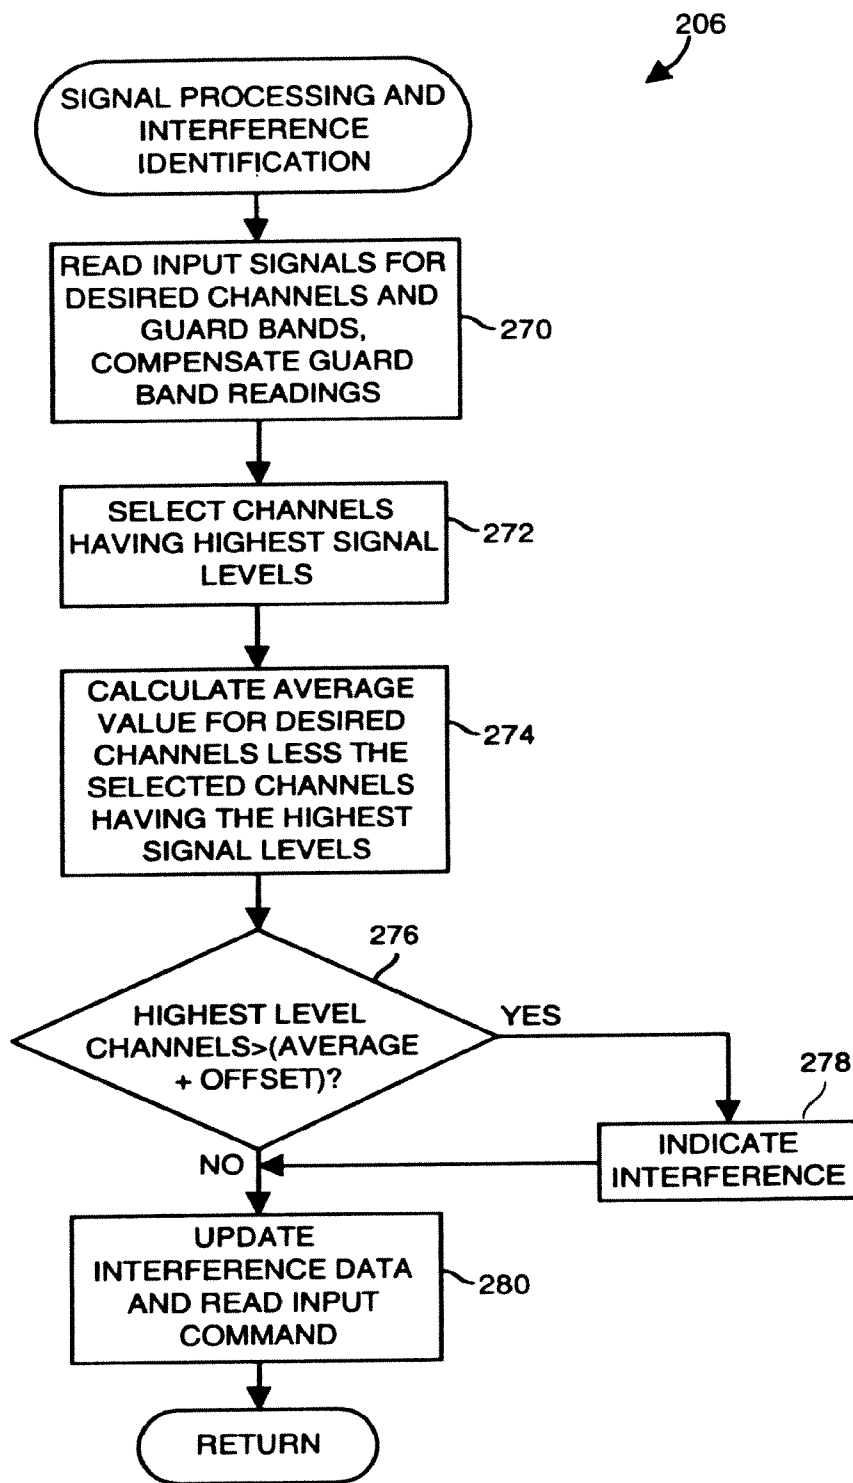 206
SIGNAL PROCESSING AND
INTERFERENCE
IDENTIFICATION
READ INPUT SIGNALS FOR
DESIRED CHANNELS AND
GUARD BANDS,
COMPENSATE GUARD
BAND READINGS
270
SELECT CHANNELS
HAVING HIGHEST SIGNAL
LEVELS
272
CALCULATE AVERAGE
VALUE FOR DESIRED
CHANNELS LESS THE
SELECTED CHANNELS
HAVING THE HIGHEST
SIGNAL LEVELS
274
276
HIGHEST LEVEL
CHANNELS>(AVERAGE
+ OFFSET)?
YES
278
INDICATE
INTERFERENCE
NO
UPDATE
INTERFERENCE DATA
AND READ INPUT
COMMAND
280
RETURN